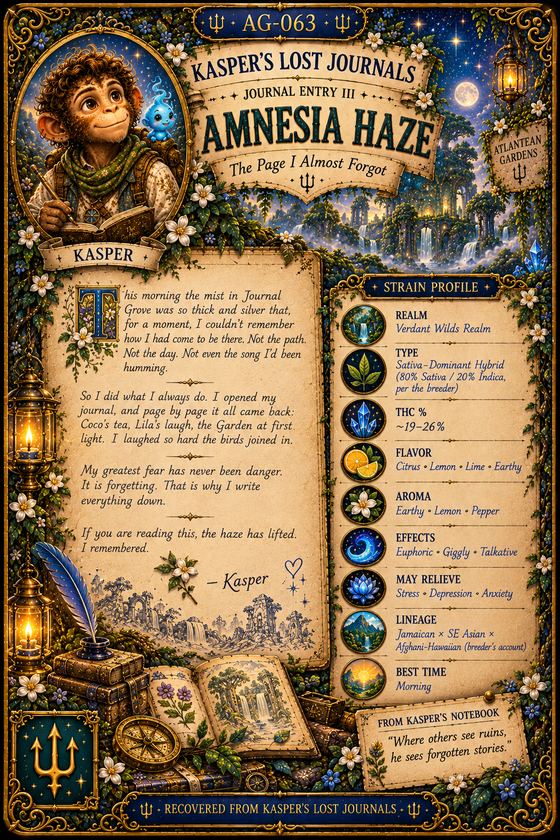 AG-063
KASPER'S LOST JOURNALS
JOURNAL ENTRY III
AMNESIA HAZE
The Page I Almost Forgot
ATLANTEAN
GARDENS
KASPER
This morning the mist in Journal
Grove was so thick and silver that,
for a moment, I couldn't remember
how I had come to be there. Not the path.
Not the day. Not even the song I'd been
humming.
So I did what I always do. I opened my
journal, and page by page it all came back:
Coco's tea, Lila's laugh, the Garden at first
light. I laughed so hard the birds joined in.
My greatest fear has never been danger.
It is forgetting. That is why I write
everything down.
If you are reading this, the haze has lifted.
I remembered.
– Kasper
STRAIN PROFILE
REALM
Verdant Wilds Realm
TYPE
Sativa-Dominant Hybrid
(80% Sativa / 20% Indica,
per the breeder)
THC %
~19–26%
FLAVOR
Citrus • Lemon • Lime • Earthy
AROMA
Earthy • Lemon • Pepper
EFFECTS
Euphoric • Giggly • Talkative
MAY RELIEVE
Stress • Depression • Anxiety
LINEAGE
Jamaican × SE Asian ×
Afghani-Hawaiian (breeder's account)
BEST TIME
Morning
FROM KASPER'S NOTEBOOK
"Where others see ruins,
he sees forgotten stories."
RECOVERED FROM KASPER'S LOST JOURNALS